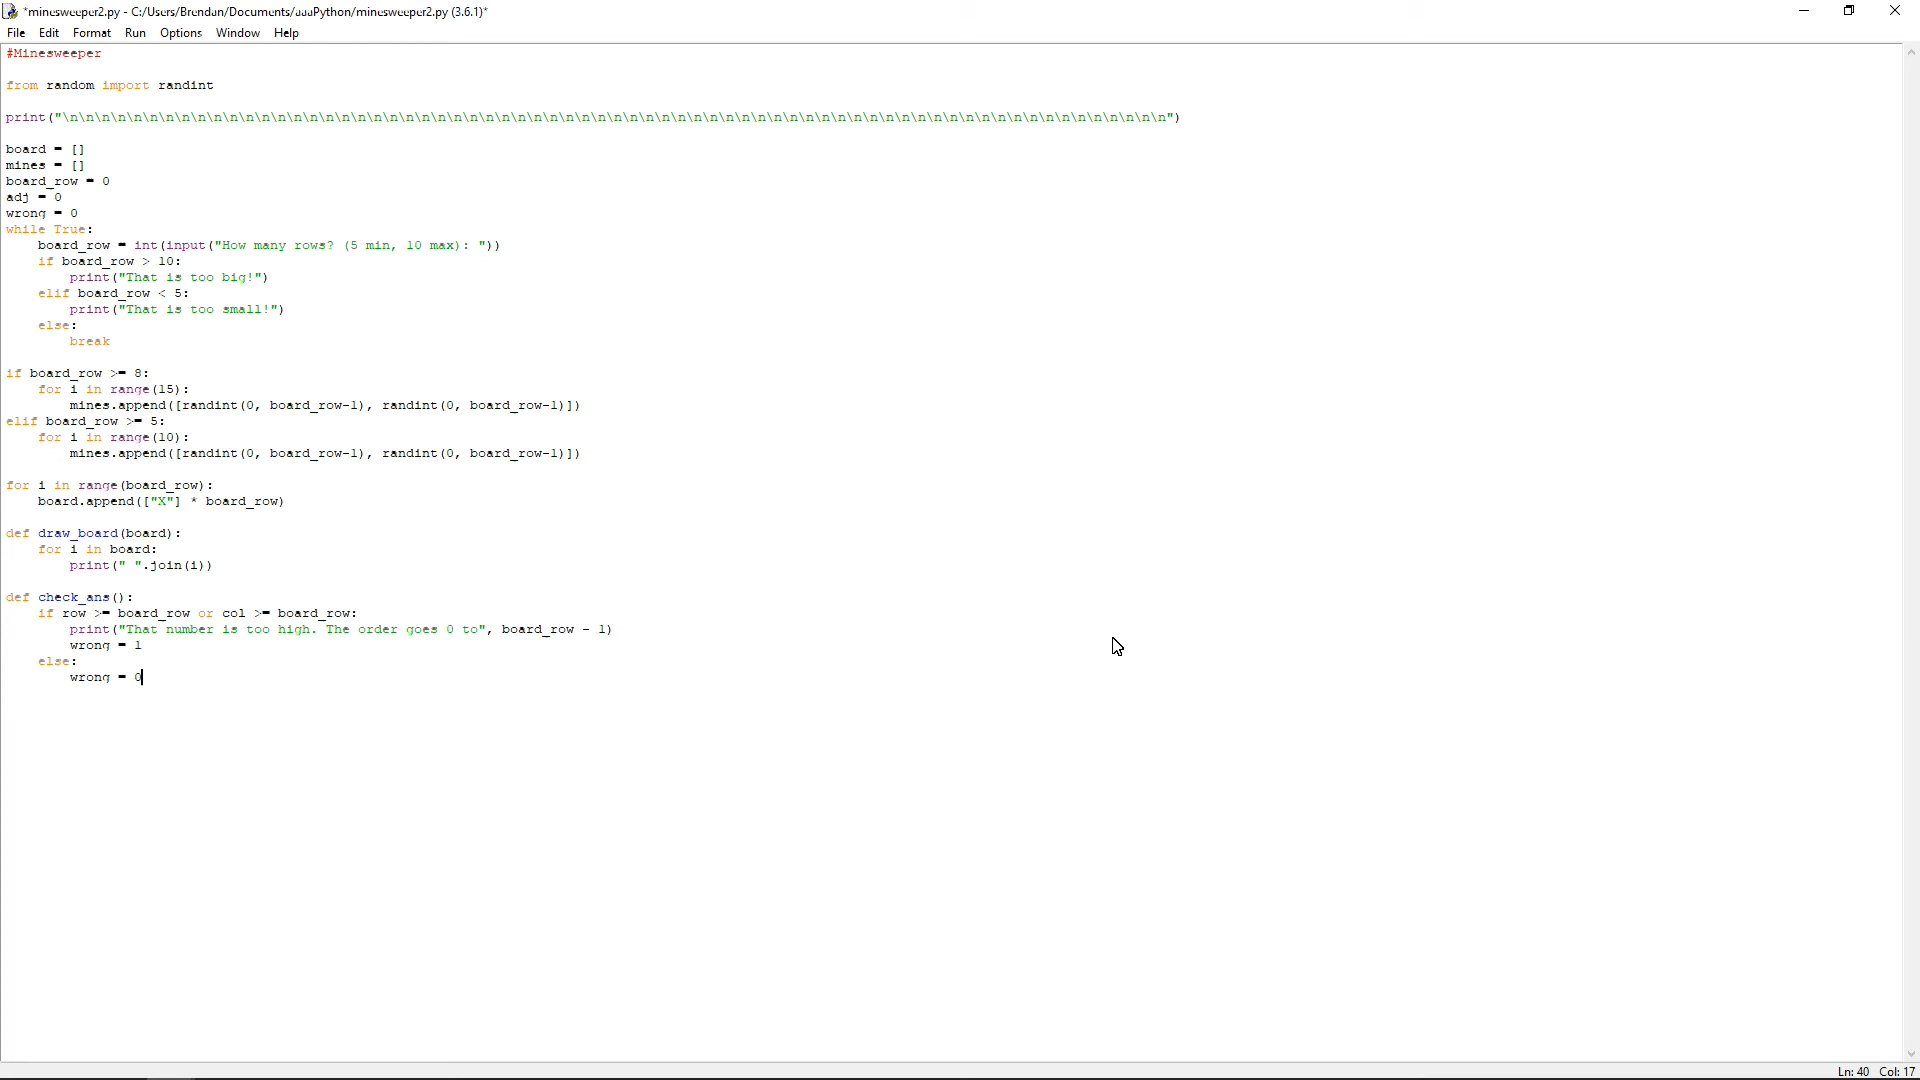 *minesweeper2.py - C:/Users/Brendan/Documents/aaaPython/minesweeper2.py (3.6.1)*
File Edit Format Run Options Window Help
#Minesweeper
from random import randint
print("\n\n\n\n\n\n\n\n\n\n\n\n\n\n\n\n\n\n\n\n\n\n\n\n\n\n\n\n\n\n\n\n\n\n\n\n\n\n\n\n\n\n\n\n\n\n\n\n\n\n\n\n\n\n\n\n\n\n\n\n\n\n\n\n\n\n\n\n\n")
board = []
mines = []
board_row = 0
adj = 0
wrong = 0
while True:
    board_row = int(input("How many rows? (5 min, 10 max): "))
    if board_row > 10:
        print("That is too big!")
    elif board_row < 5:
        print("That is too small!")
    else:
        break
if board_row >= 8:
    for i in range(15):
        mines.append([randint(0, board_row-1), randint(0, board_row-1)])
elif board_row >= 5:
    for i in range(10):
        mines.append([randint(0, board_row-1), randint(0, board_row-1)])
for i in range(board_row):
    board.append(["X"] * board_row)
def draw_board(board):
    for i in board:
        print(" ".join(i))
def check_ans():
    if row >= board_row or col >= board_row:
        print("That number is too high. The order goes 0 to", board_row - 1)
        wrong = 1
    else:
        wrong = 0
Ln: 40 Col: 17